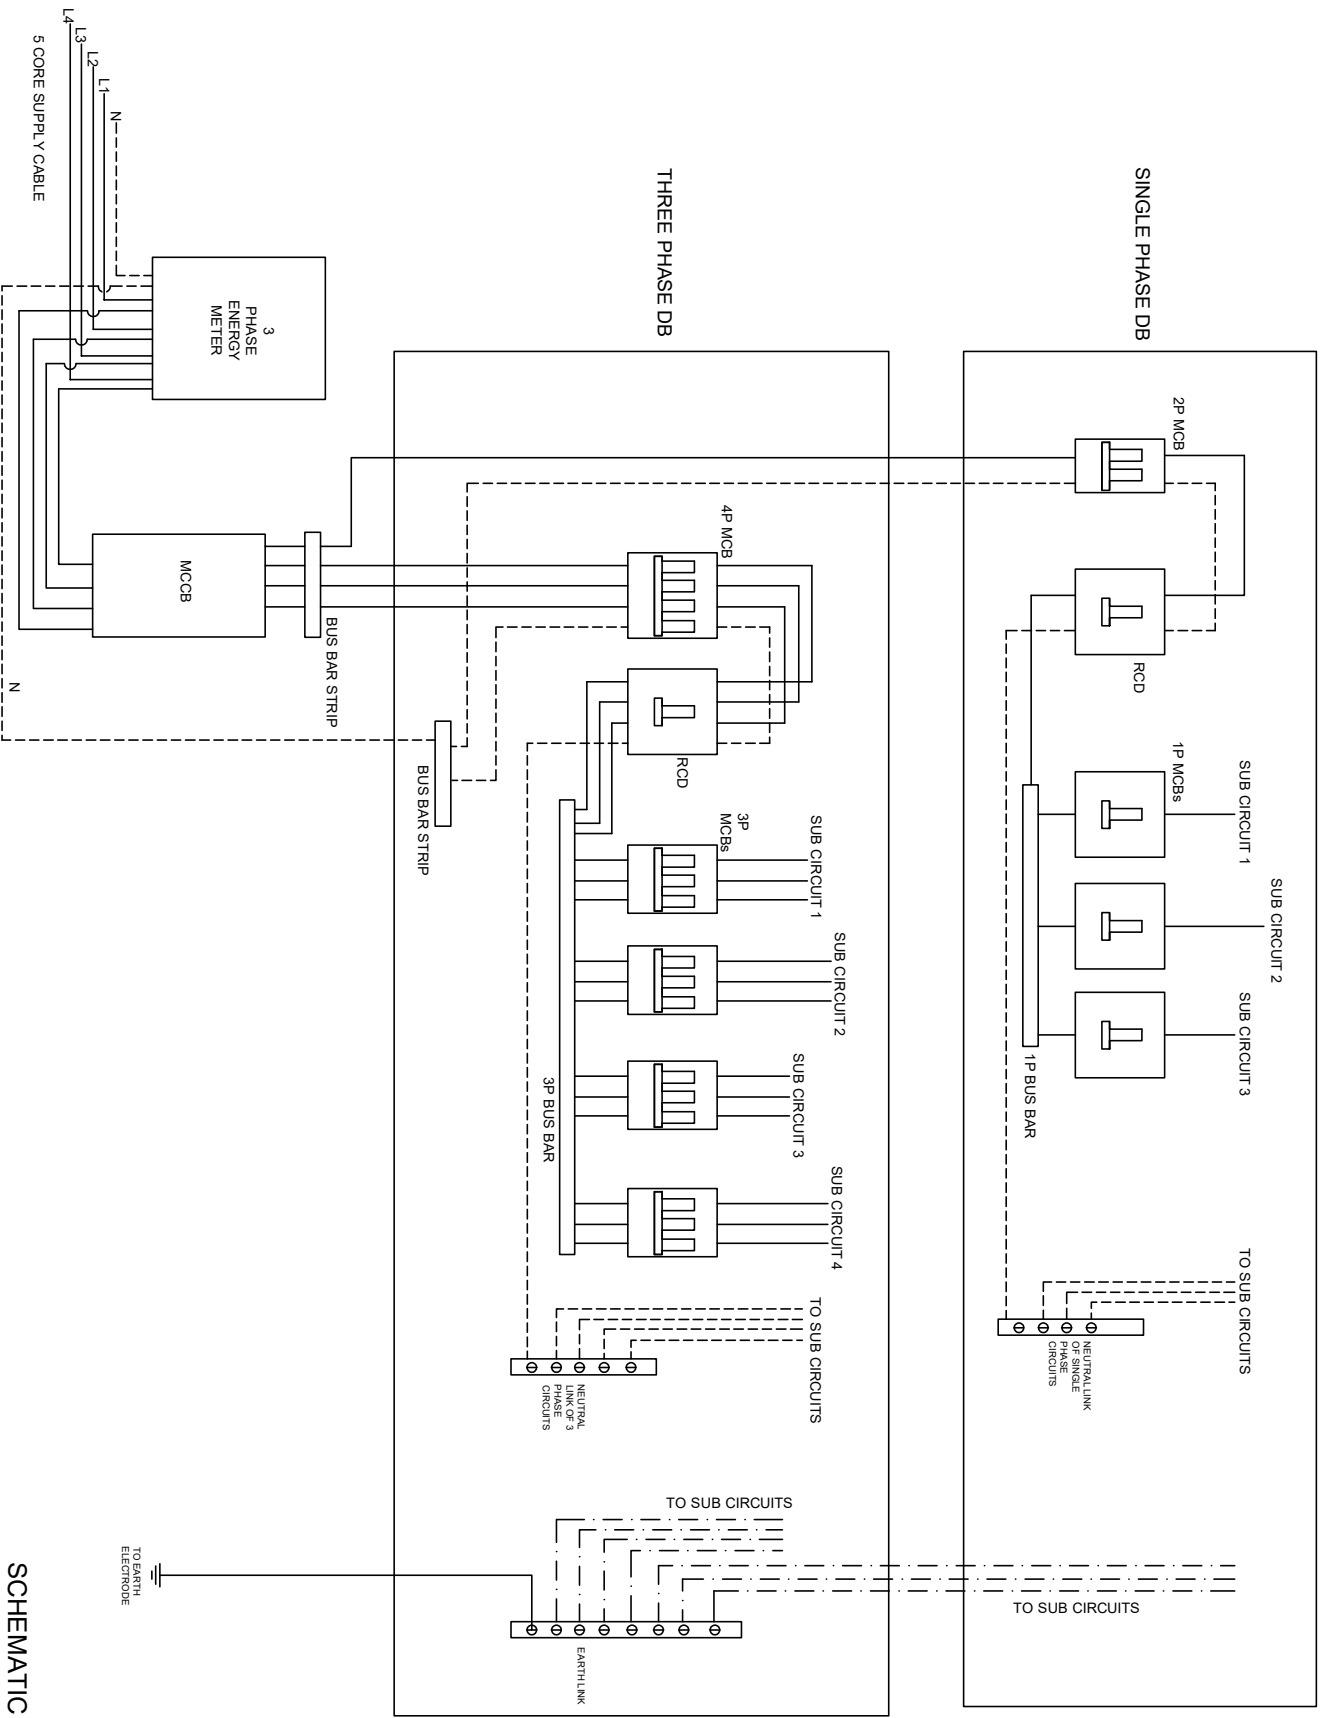 SINGLE PHASE DB
2P MCB
RCD
1P MCBs
SUB CIRCUIT 1
SUB CIRCUIT 2
SUB CIRCUIT 3
1P BUS BAR
TO SUB CIRCUITS
NEUTRAL LINK
OF SINGLE
PHASE
CIRCUITS
TO SUB CIRCUITS
THREE PHASE DB
4P MCB
RCD
3P
MCBs
SUB CIRCUIT 1
SUB CIRCUIT 2
SUB CIRCUIT 3
SUB CIRCUIT 4
3P BUS BAR
TO SUB CIRCUITS
NEUTRAL
LINK OF 3
PHASE
CIRCUITS
TO SUB CIRCUITS
EARTH LINK
BUS BAR STRIP
BUS BAR STRIP
3
PHASE
ENERGY
METER
MCCB
N
L1
L2
L3
L4
5 CORE SUPPLY CABLE
N
TO EARTH
ELECTRODE
SCHEMATIC